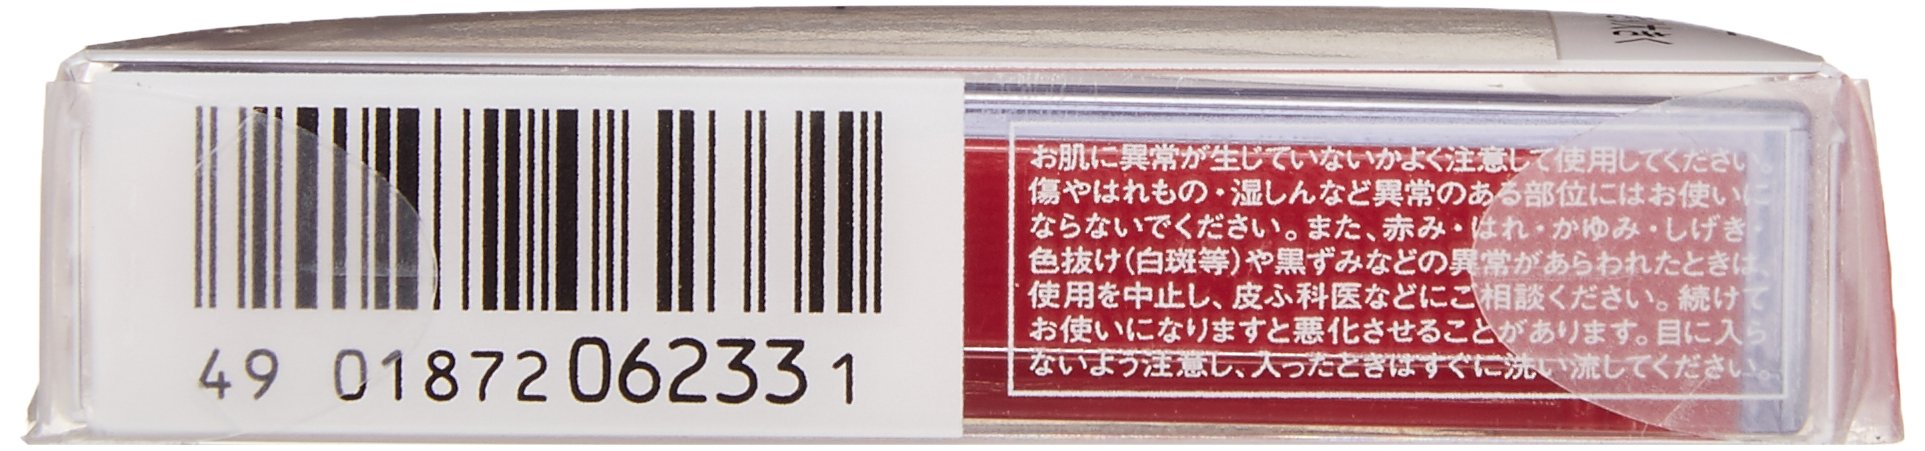 お肌に異常が生じていないかよく注意して使用してください。
傷やはれもの・湿しんなど異常のある部位にはお使いに
ならないでください。また、赤み・はれ・かゆみ・しげき・
色抜け(白斑等)や黒ずみなどの異常があらわれたときは、
使用を中止し、皮ふ科医などにご相談ください。続けて
お使いになりますと悪化させることがあります。目に入ら
ないよう注意し、入ったときはすぐに洗い流してください。
49 01872 06233 1